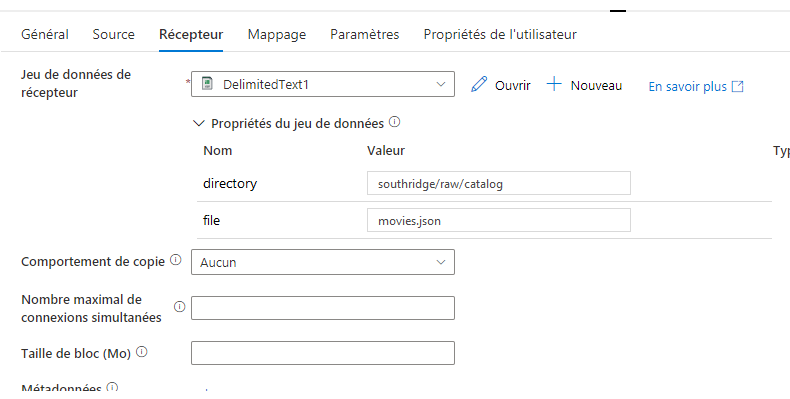 Général Source Récepteur Mappage Paramètres Propriétés de l'utilisateur
Jeu de données de récepteur * DelimitedText1 Ouvrir Nouveau En savoir plus
Propriétés du jeu de données
Nom Valeur Typ
directory southridge/raw/catalog
file movies.json
Comportement de copie Aucun
Nombre maximal de connexions simultanées
Taille de bloc (Mo)
Métadonnées